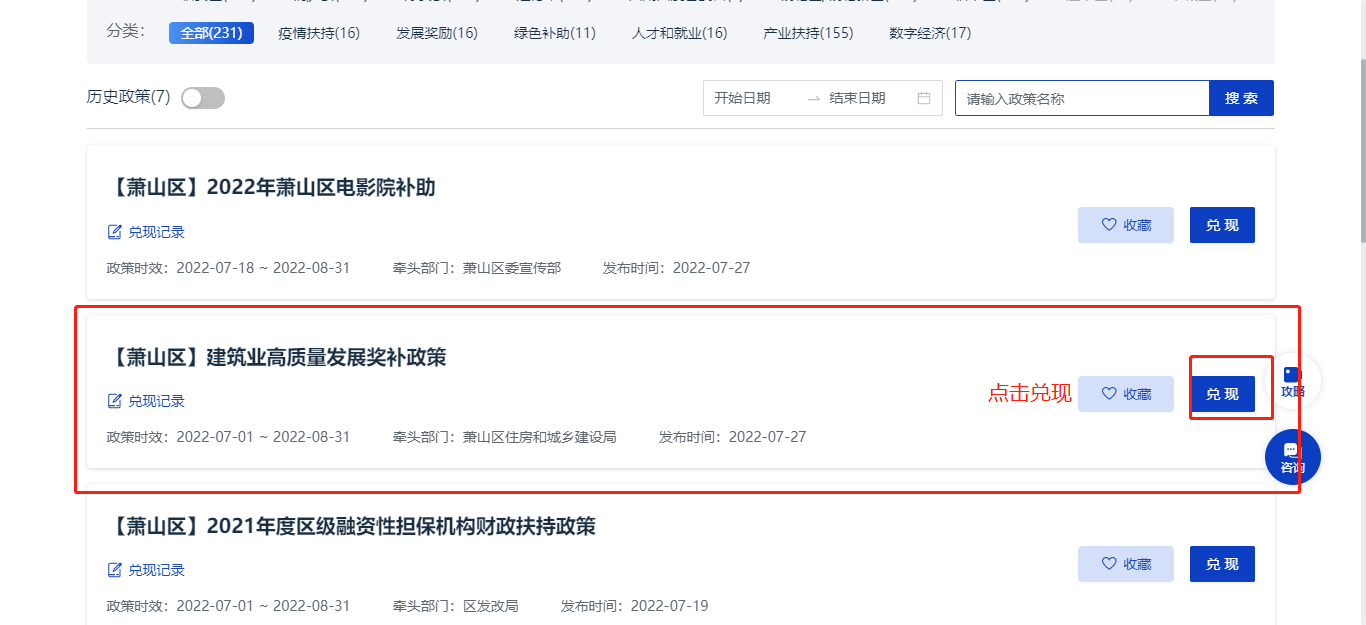 分类： 全部(231) 疫情扶持(16) 发展奖励(16) 绿色补助(11) 人才和就业(16) 产业扶持(155) 数字经济(17)
历史政策(7) 开始日期 → 结束日期 请输入政策名称 搜 索
【萧山区】2022年萧山区电影院补助
兑现记录 收藏 兑 现
政策时效：2022-07-18 ~ 2022-08-31 牵头部门：萧山区委宣传部 发布时间：2022-07-27
【萧山区】建筑业高质量发展奖补政策
点击兑现 收藏 兑 现 攻略
兑现记录
政策时效：2022-07-01 ~ 2022-08-31 牵头部门：萧山区住房和城乡建设局 发布时间：2022-07-27
咨询
【萧山区】2021年度区级融资性担保机构财政扶持政策
兑现记录 收藏 兑 现
政策时效：2022-07-01 ~ 2022-08-31 牵头部门：区发改局 发布时间：2022-07-19